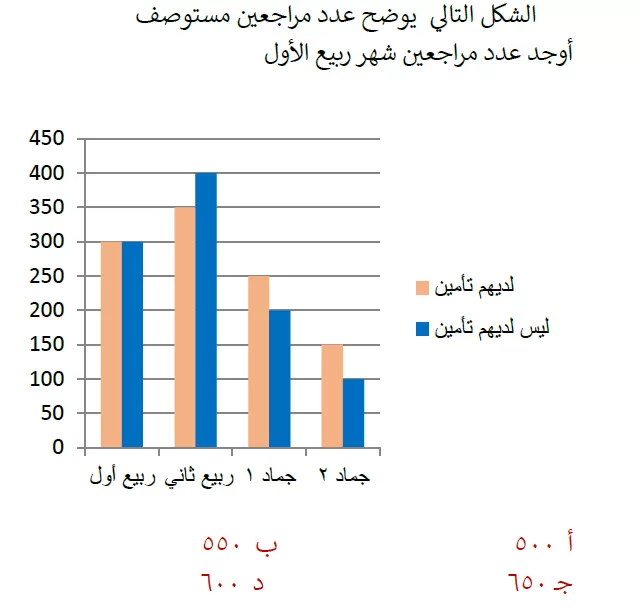 الشكل التالي يوضح عدد مراجعين مستوصف
أوجد عدد مراجعين شهر ربيع الأول
450
400
350
300
250
200
150
100
50
0
لديهم تأمين
ليس لديهم تأمين
ربيع أول ربيع ثاني جماد ١ جماد ٢
أ ٥٠٠ ب ٥٥٠
جـ ٦٥٠ د ٦٠٠